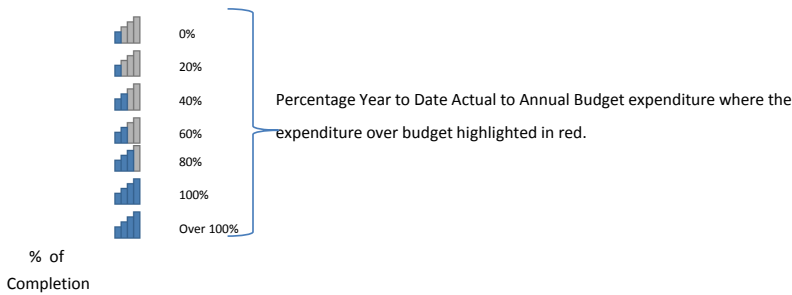 0%
20%
40%
60%
80%
100%
Over 100%
Percentage Year to Date Actual to Annual Budget expenditure where the
expenditure over budget highlighted in red.
% of
Completion